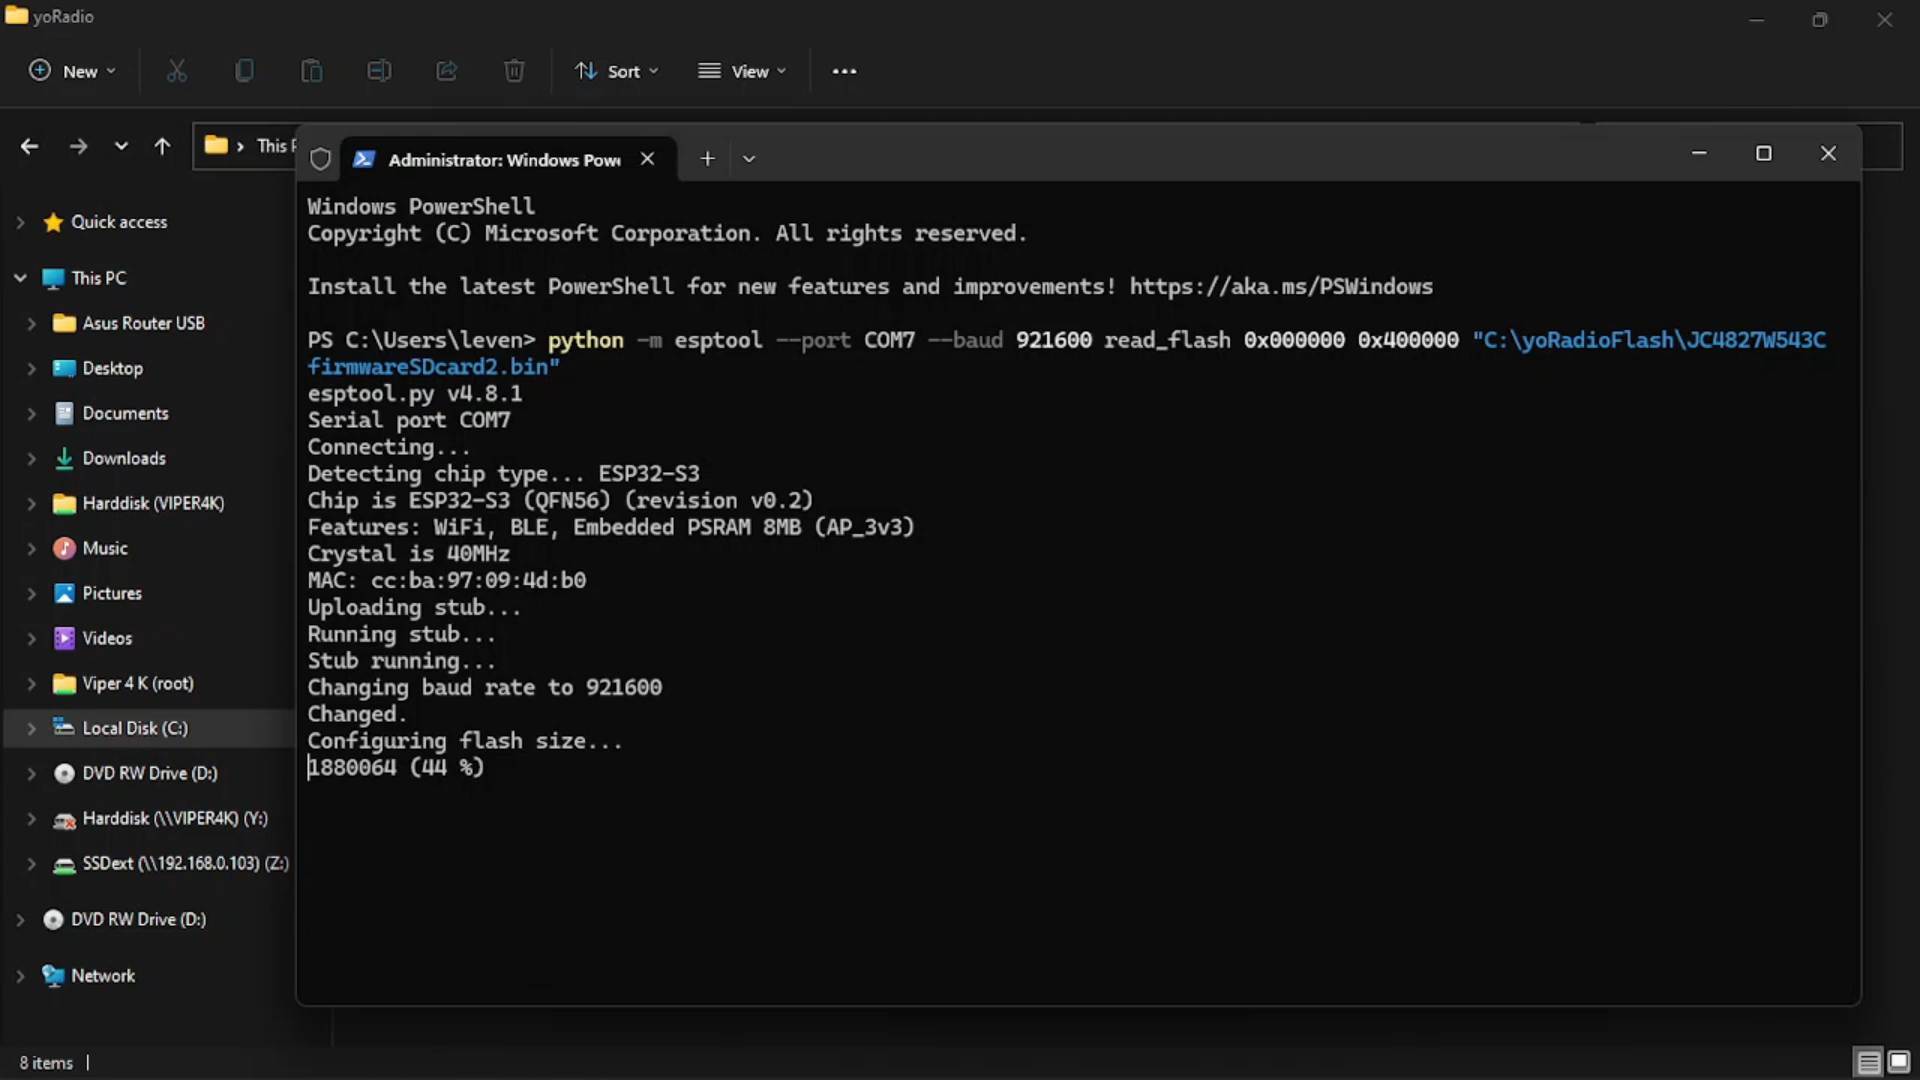 yoRadio
New
Sort
View
This
Administrator: Windows Pow
Windows PowerShell
Copyright (C) Microsoft Corporation. All rights reserved.
Install the latest PowerShell for new features and improvements! https://aka.ms/PSWindows
PS C:\Users\leven> python -m esptool --port COM7 --baud 921600 read_flash 0x000000 0x400000 "C:\yoRadioFlash\JC4827W543C
firmwareSDcard2.bin"
esptool.py v4.8.1
Serial port COM7
Connecting...
Detecting chip type... ESP32-S3
Chip is ESP32-S3 (QFN56) (revision v0.2)
Features: WiFi, BLE, Embedded PSRAM 8MB (AP_3v3)
Crystal is 40MHz
MAC: cc:ba:97:09:4d:b0
Uploading stub...
Running stub...
Stub running...
Changing baud rate to 921600
Changed.
Configuring flash size...
1880064 (44 %)
Quick access
This PC
Asus Router USB
Desktop
Documents
Downloads
Harddisk (VIPER4K)
Music
Pictures
Videos
Viper 4 K (root)
Local Disk (C:)
DVD RW Drive (D:)
Harddisk (\\VIPER4K) (Y:)
SSDext (\\192.168.0.103) (Z:)
DVD RW Drive (D:)
Network
8 items